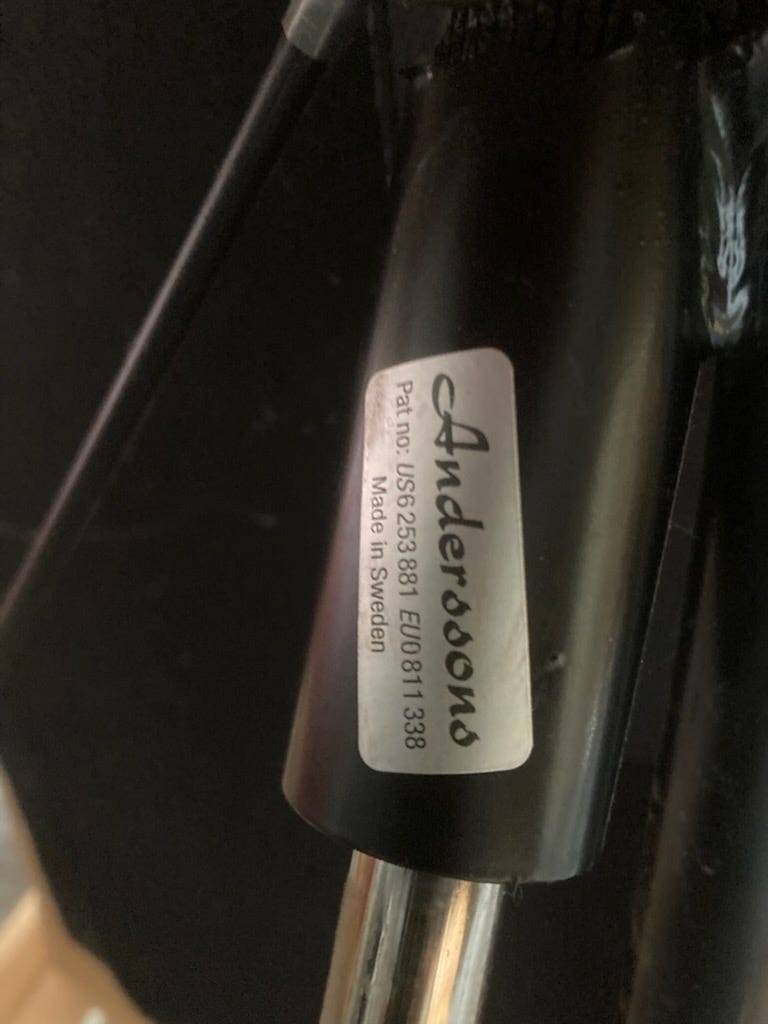 Anderssons
Pat no: US6 253 881 EU0 811 338
Made in Sweden